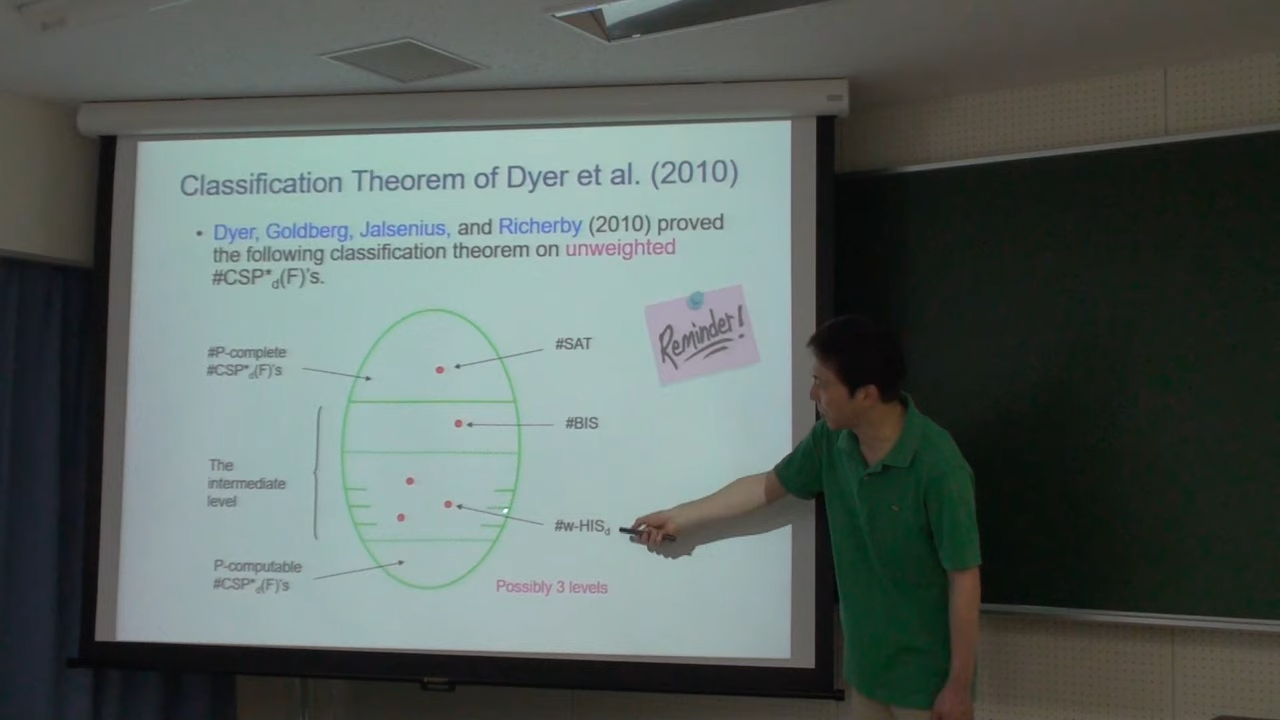 Classification Theorem of Dyer et al. (2010)
• Dyer, Goldberg, Jalsenius, and Richerby (2010) proved
the following classification theorem on unweighted
#CSP*d(F)'s.
Reminder!
#P-complete
#CSP*d(F)'s
#SAT
#BIS
The
intermediate
level
#w-HISd
P-computable
#CSP*d(F)'s
Possibly 3 levels